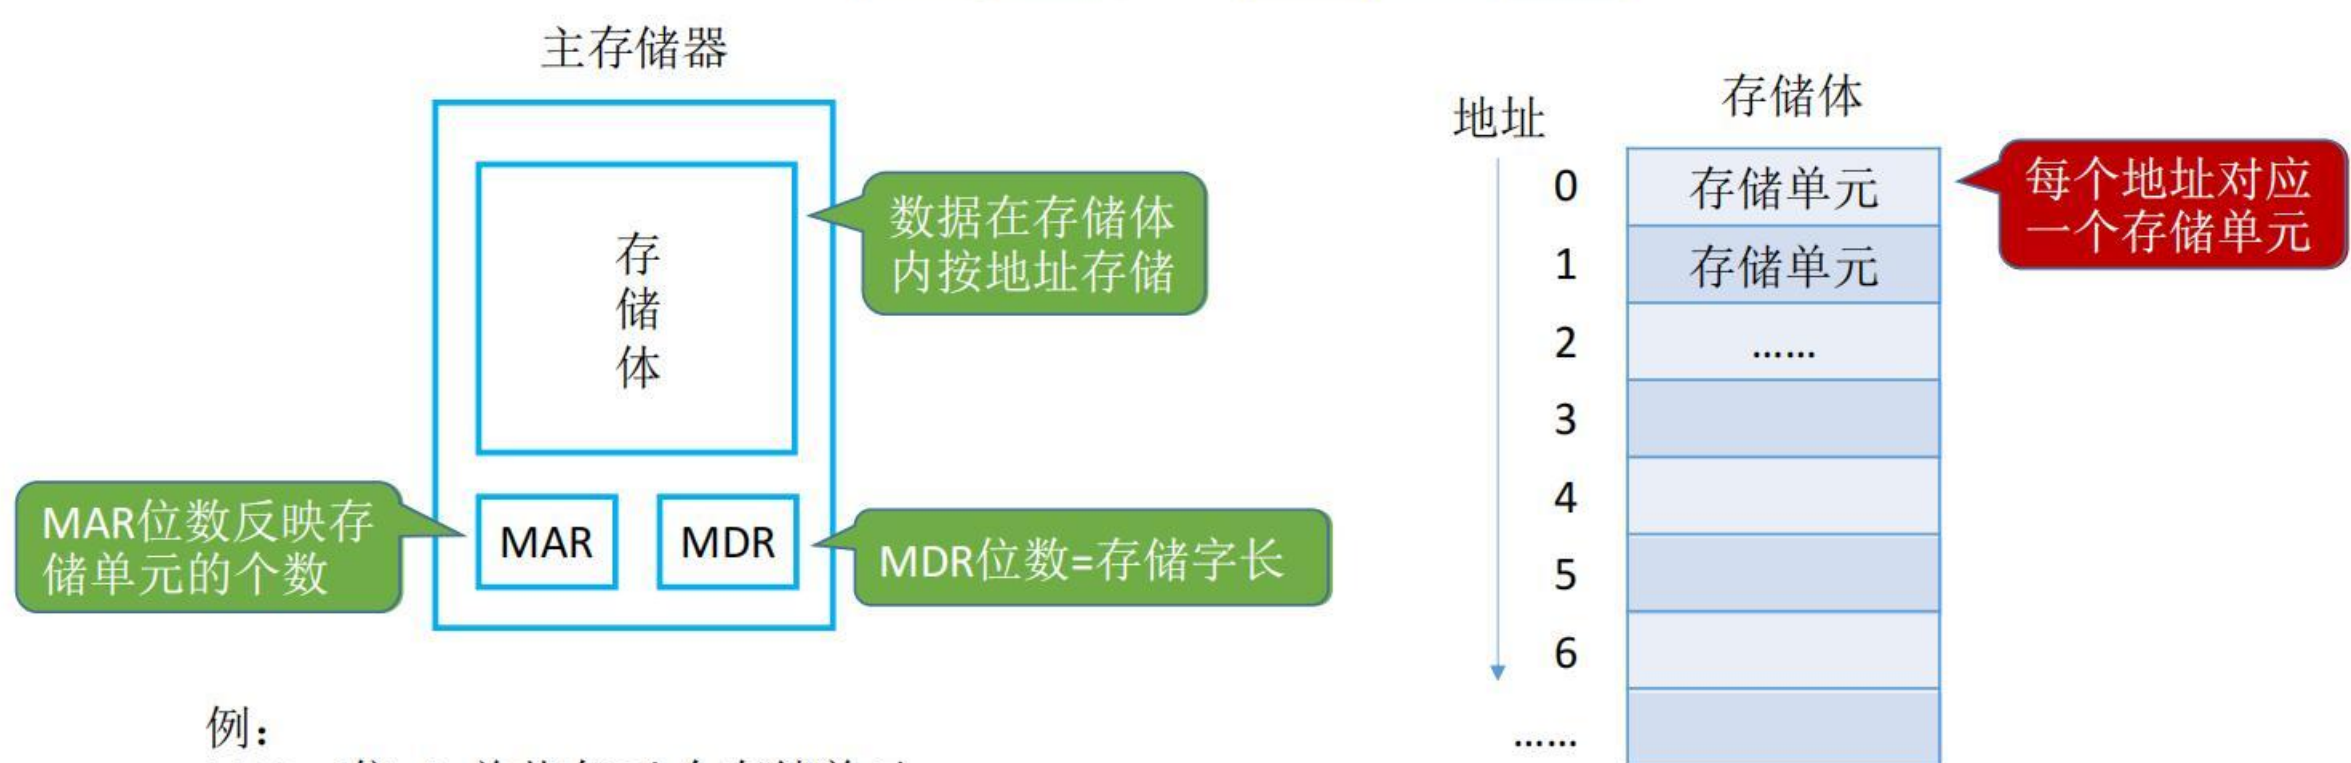 主存储器
存
储
体
数据在存储体
内按地址存储
MAR位数反映存
储单元的个数
MAR
MDR
MDR位数=存储字长
例：
地址
存储体
0
存储单元
1
存储单元
2
......
3
4
5
6
......
每个地址对应
一个存储单元